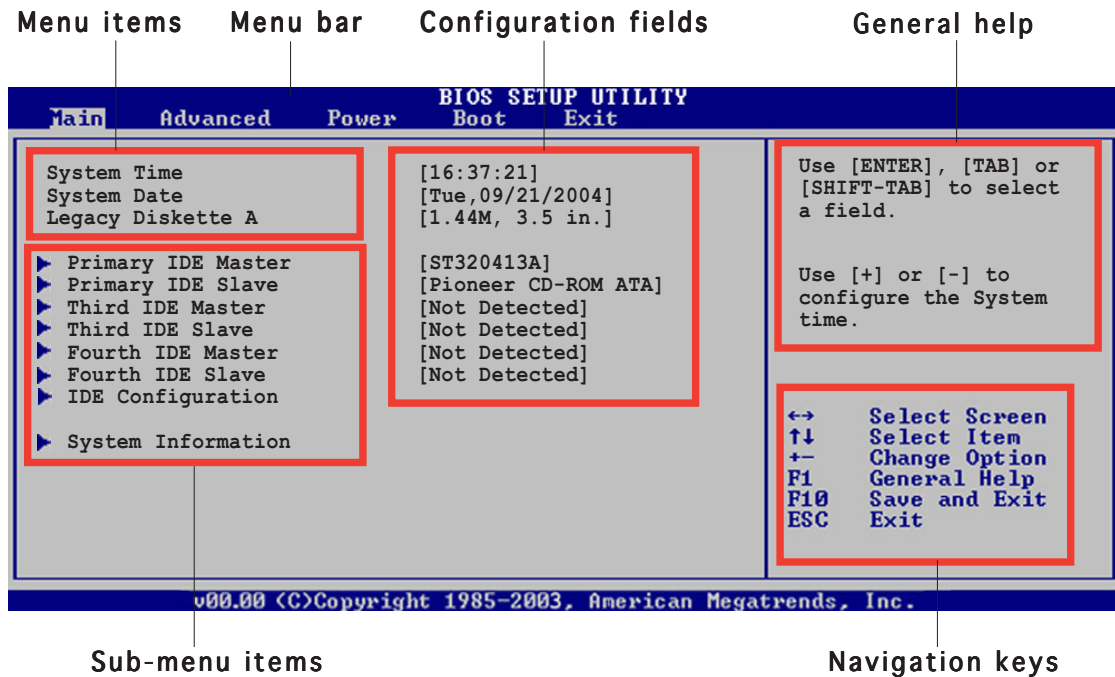 Menu items Menu bar Configuration fields General help
BIOS SETUP UTILITY
Main Advanced Power Boot Exit
System Time [16:37:21]
System Date [Tue,09/21/2004]
Legacy Diskette A [1.44M, 3.5 in.]
Primary IDE Master [ST320413A]
Primary IDE Slave [Pioneer CD-ROM ATA]
Third IDE Master [Not Detected]
Third IDE Slave [Not Detected]
Fourth IDE Master [Not Detected]
Fourth IDE Slave [Not Detected]
IDE Configuration
System Information
Use [ENTER], [TAB] or
[SHIFT-TAB] to select
a field.
Use [+] or [-] to
configure the System
time.
←→ Select Screen
↑↓ Select Item
+- Change Option
F1 General Help
F10 Save and Exit
ESC Exit
v00.00 (C)Copyright 1985-2003, American Megatrends, Inc.
Sub-menu items Navigation keys